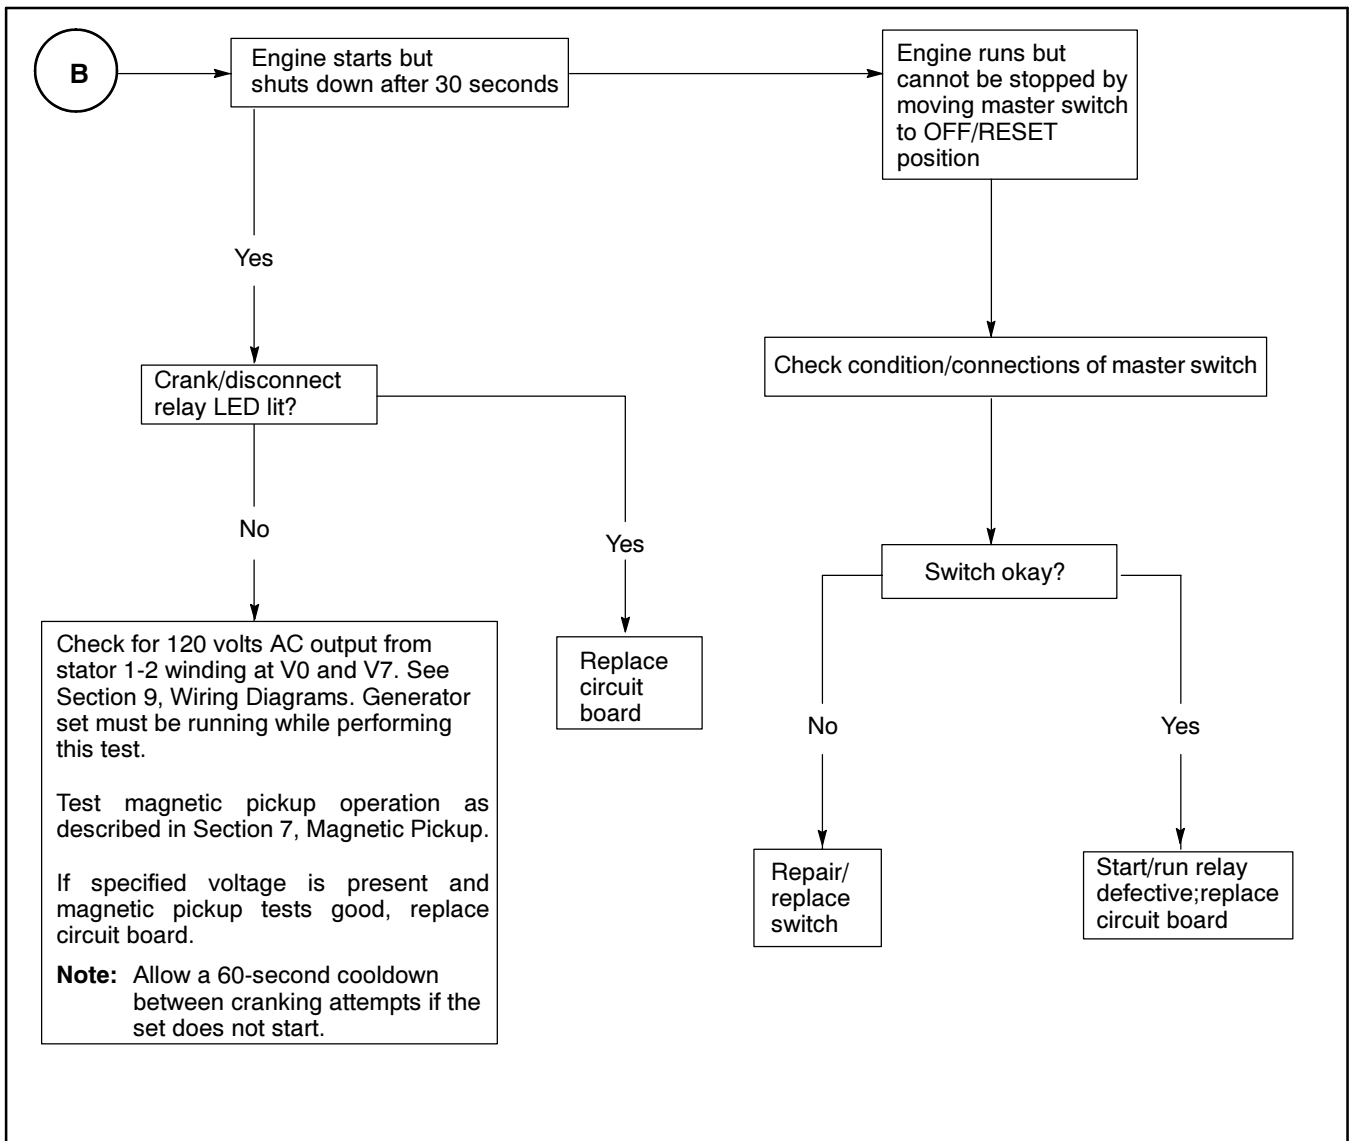 B
Engine starts but
shuts down after 30 seconds
Engine runs but
cannot be stopped by
moving master switch
to OFF/RESET
position
Yes
Crank/disconnect
relay LED lit?
Check condition/connections of master switch
No
Yes
Switch okay?
Check for 120 volts AC output from
stator 1-2 winding at V0 and V7. See
Section 9, Wiring Diagrams. Generator
set must be running while performing
this test.
Test magnetic pickup operation as
described in Section 7, Magnetic Pickup.
If specified voltage is present and
magnetic pickup tests good, replace
circuit board.
Note: Allow a 60-second cooldown
between cranking attempts if the
set does not start.
Replace
circuit
board
No
Yes
Repair/
replace
switch
Start/run relay
defective;replace
circuit board